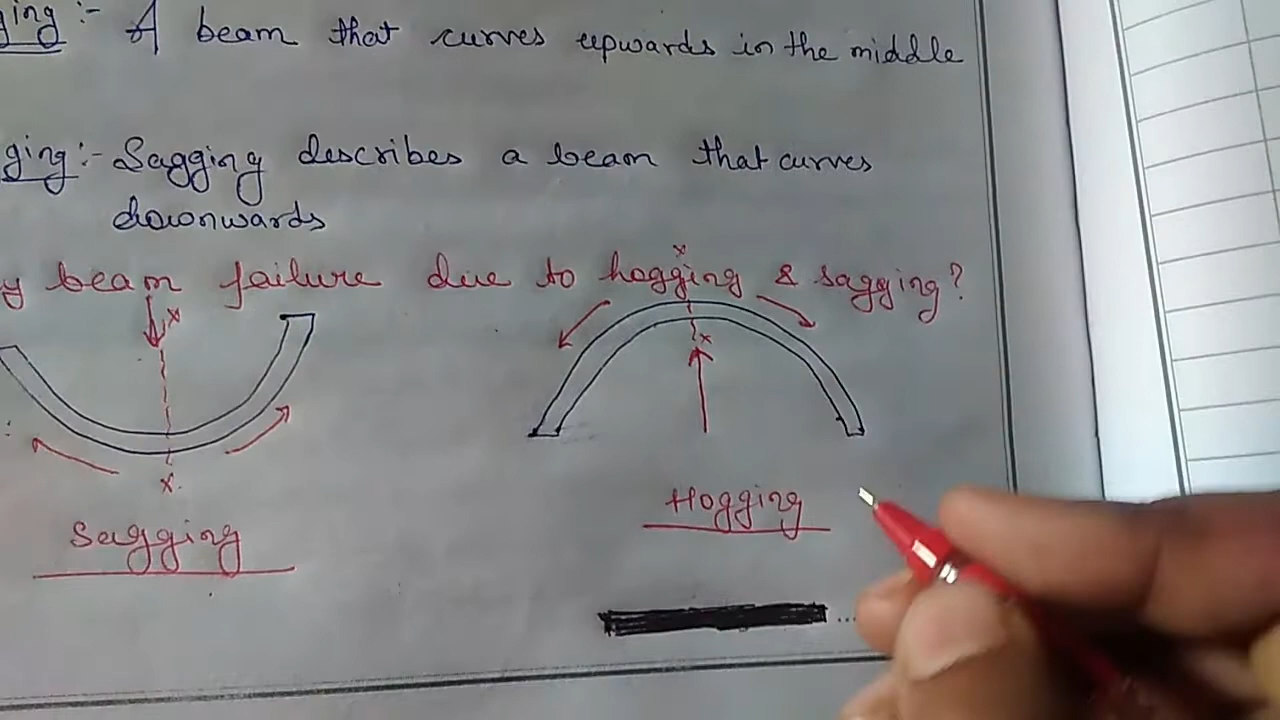 ging :- A beam that curves upwards in the middle
ging :- Sagging describes a beam that curves
downwards
y beam failure due to hogging & sagging?
x
x
x
x
Sagging
Hogging